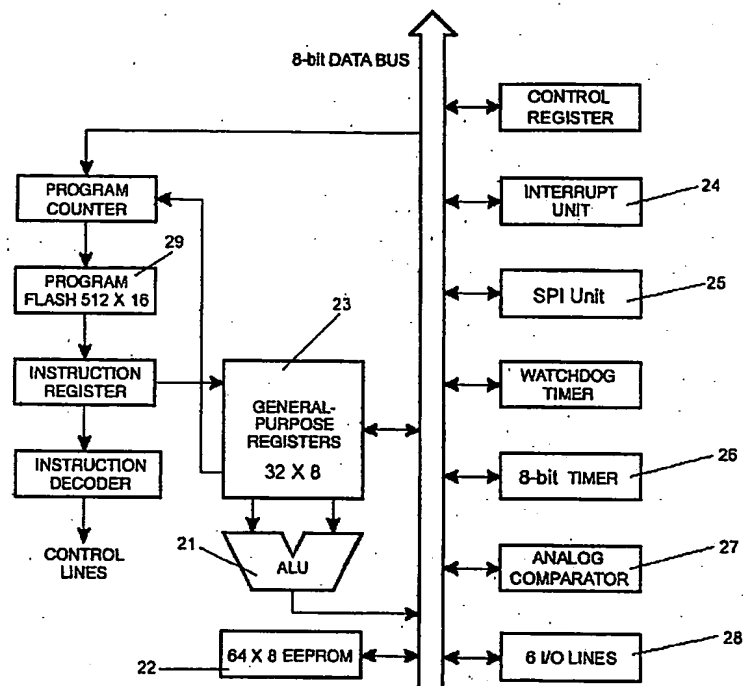 8-bit DATA BUS
CONTROL
REGISTER
PROGRAM
COUNTER
INTERRUPT
UNIT
24
29
PROGRAM
FLASH 512 X 16
SPI Unit
25
23
INSTRUCTION
REGISTER
GENERAL-
PURPOSE
REGISTERS
32 X 8
WATCHDOG
TIMER
INSTRUCTION
DECODER
8-bit TIMER
26
CONTROL
LINES
21
ALU
ANALOG
COMPARATOR
27
22
64 X 8 EEPROM
6 I/O LINES
28